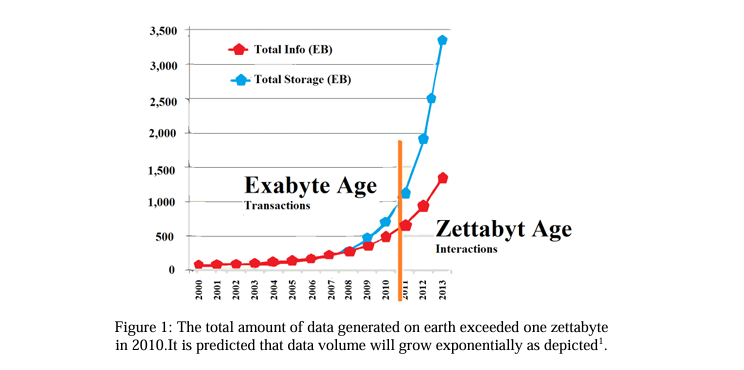 3,500
3,000
2,500
2,000
1,500
1,000
500
0
Total Info (EB)
Total Storage (EB)
Exabyte Age
Transactions
Zettabyt Age
Interactions
2000 2001 2002 2003 2004 2005 2006 2007 2008 2009 2010 2011 2012 2013
Figure 1: The total amount of data generated on earth exceeded one zettabyte
in 2010.It is predicted that data volume will grow exponentially as depicted¹.